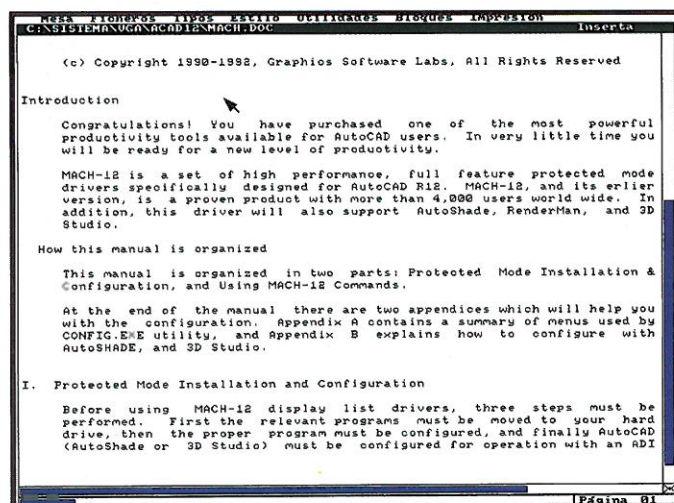 Mesa Ficheros Tipos Estilo Utilidades Bloques Impresión
C:\SISTEMA\VGA\ACAD12\MACH.DOC Inserta
(c) Copyright 1990-1992, Graphics Software Labs, All Rights Reserved
Introduction
Congratulations! You have purchased one of the most powerful
productivity tools available for AutoCAD users. In very little time you
will be ready for a new level of productivity.
MACH-12 is a set of high performance, full feature protected mode
drivers specifically designed for AutoCAD R12. MACH-12, and its erlier
version, is a proven product with more than 4,000 users world wide. In
addition, this driver will also support AutoShade, RenderMan, and 3D
Studio.
How this manual is organized
This manual is organized in two parts: Protected Mode Installation &
Configuration, and Using MACH-12 Commands.
At the end of the manual there are two appendices which will help you
with the configuration. Appendix A contains a summary of menus used by
CONFIG.EXE utility, and Appendix B explains how to configure with
AutoSHADE, and 3D Studio.
I. Protected Mode Installation and Configuration
Before using MACH-12 display list drivers, three steps must be
performed. First the relevant programs must be moved to your hard
drive, then the proper program must be configured, and finally AutoCAD
(AutoShade or 3D Studio) must be configured for operation with an ADI
Página 01